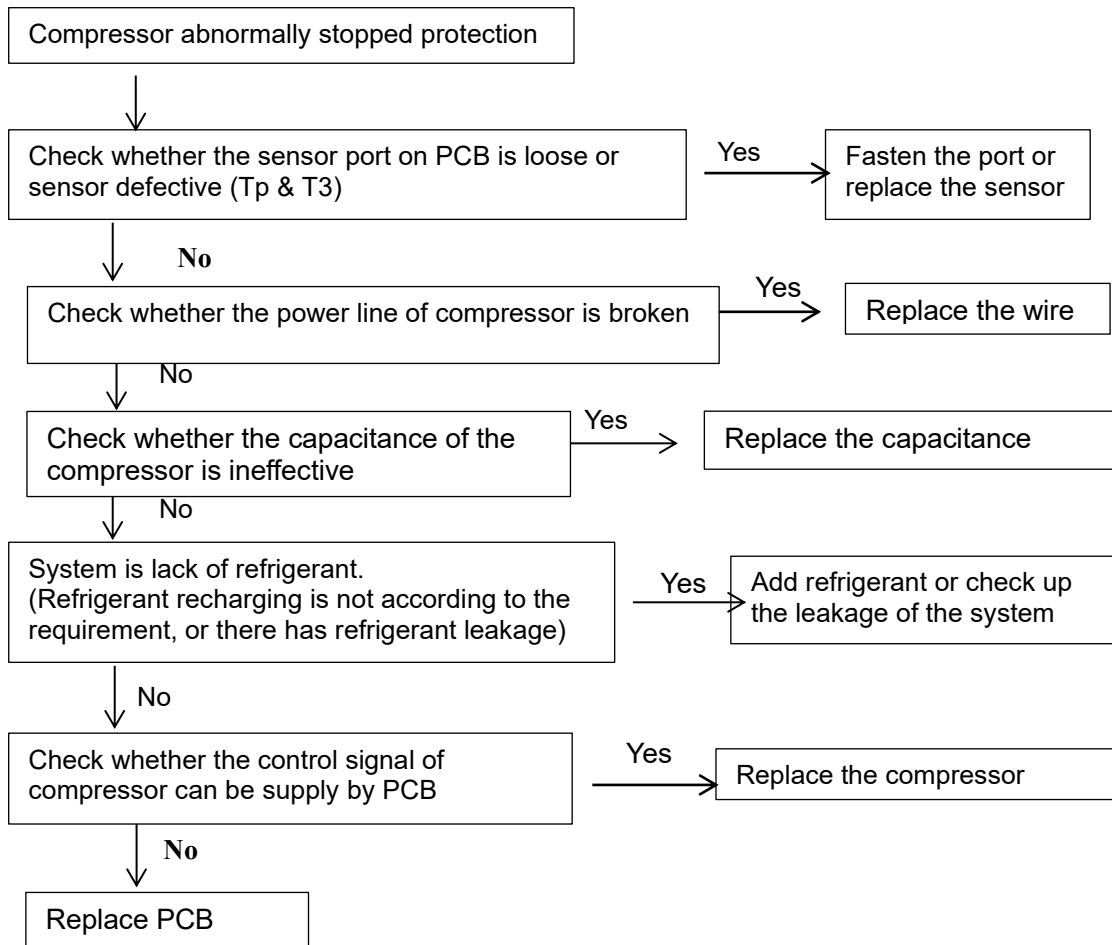 Compressor abnormally stopped protection
Check whether the sensor port on PCB is loose or
sensor defective (Tp & T3)
Yes
Fasten the port or
replace the sensor
No
Check whether the power line of compressor is broken
Yes
Replace the wire
No
Check whether the capacitance of the
compressor is ineffective
Yes
Replace the capacitance
No
System is lack of refrigerant.
(Refrigerant recharging is not according to the
requirement, or there has refrigerant leakage)
Yes
Add refrigerant or check up
the leakage of the system
No
Check whether the control signal of
compressor can be supply by PCB
Yes
Replace the compressor
No
Replace PCB